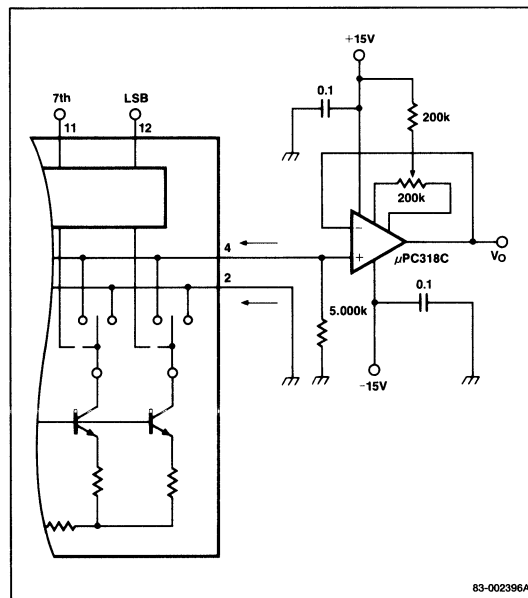 +15V
7th
LSB
0.1
11
12
200k
200k
4
−
+
μPC318C
VO
2
0.1
5.000k
−15V
83-002396A